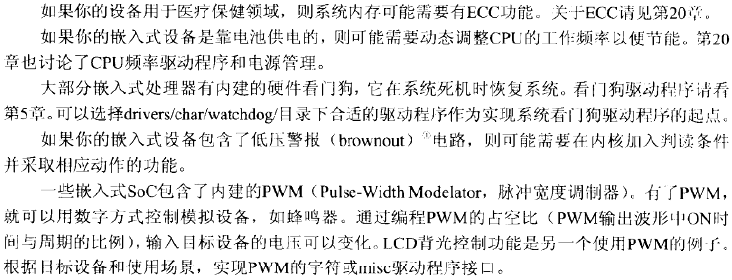 如果你的设备用于医疗保健领域，则系统内存可能需要有ECC功能。关于ECC请见第20章。
如果你的嵌入式设备是靠电池供电的，则可能需要动态调整CPU的工作频率以便节能。第20
章也讨论了CPU频率驱动程序和电源管理。
大部分嵌入式处理器有内建的硬件看门狗，它在系统死机时恢复系统。看门狗驱动程序请看
第5章。可以选择drivers/char/watchdog/目录下合适的驱动程序作为实现系统看门狗驱动程序的起点。
如果你的嵌入式设备包含了低压警报（brownout）①电路，则可能需要在内核加入判读条件
并采取相应动作的功能。
一些嵌入式SoC包含了内建的PWM（Pulse-Width Modelator，脉冲宽度调制器）。有了PWM，
就可以用数字方式控制模拟设备，如蜂鸣器。通过编程PWM的占空比（PWM输出波形中ON时
间与周期的比例），输入目标设备的电压可以变化。LCD背光控制功能是另一个使用PWM的例子。
根据目标设备和使用场景，实现PWM的字符或misc驱动程序接口。